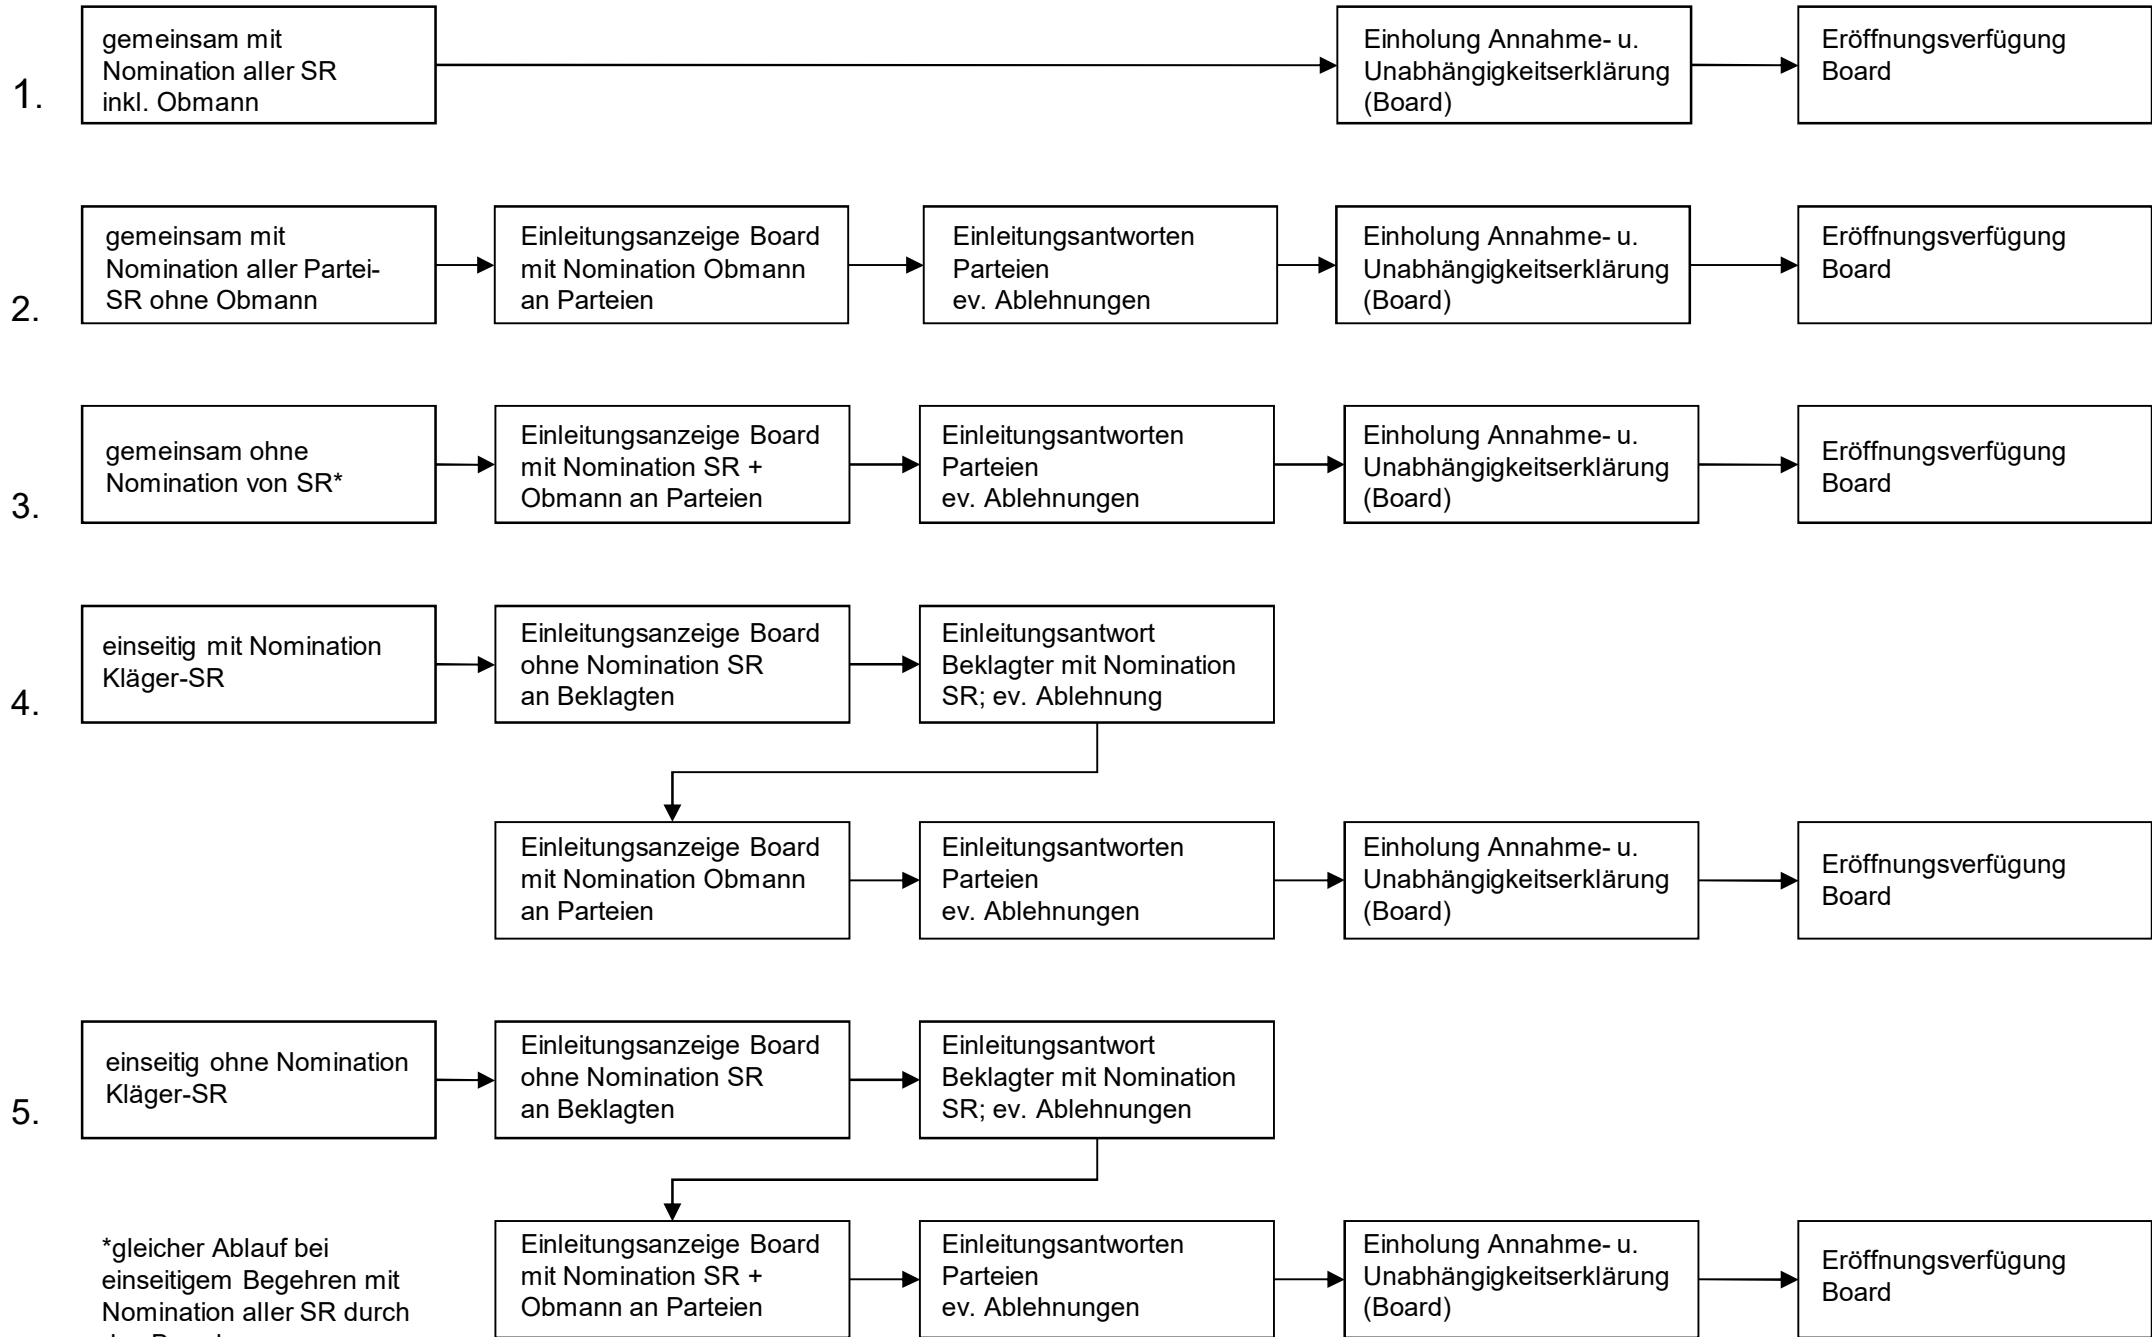 1.
gemeinsam mit
Nomination aller SR
inkl. Obmann
Einholung Annahme- u.
Unabhängigkeitserklärung
(Board)
Eröffnungsverfügung
Board
2.
gemeinsam mit
Nomination aller Partei-
SR ohne Obmann
Einleitungsanzeige Board
mit Nomination Obmann
an Parteien
Einleitungsantworten
Parteien
ev. Ablehnungen
Einholung Annahme- u.
Unabhängigkeitserklärung
(Board)
Eröffnungsverfügung
Board
3.
gemeinsam ohne
Nomination von SR*
Einleitungsanzeige Board
mit Nomination SR +
Obmann an Parteien
Einleitungsantworten
Parteien
ev. Ablehnungen
Einholung Annahme- u.
Unabhängigkeitserklärung
(Board)
Eröffnungsverfügung
Board
4.
einseitig mit Nomination
Kläger-SR
Einleitungsanzeige Board
ohne Nomination SR
an Beklagten
Einleitungsantwort
Beklagter mit Nomination
SR; ev. Ablehnung
Einleitungsanzeige Board
mit Nomination Obmann
an Parteien
Einleitungsantworten
Parteien
ev. Ablehnungen
Einholung Annahme- u.
Unabhängigkeitserklärung
(Board)
Eröffnungsverfügung
Board
5.
einseitig ohne Nomination
Kläger-SR
Einleitungsanzeige Board
ohne Nomination SR
an Beklagten
Einleitungsantwort
Beklagter mit Nomination
SR; ev. Ablehnungen
Einleitungsanzeige Board
mit Nomination SR +
Obmann an Parteien
Einleitungsantworten
Parteien
ev. Ablehnungen
Einholung Annahme- u.
Unabhängigkeitserklärung
(Board)
Eröffnungsverfügung
Board
*gleicher Ablauf bei
einseitigem Begehren mit
Nomination aller SR durch